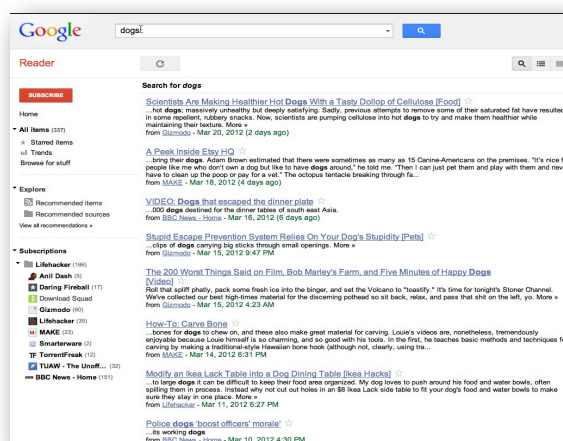 Google
dogs
Reader
SUBSCRIBE
Home
All items (337)
Starred items
Trends
Browse for stuff
Explore
Recommended items
Recommended sources
View all recommendations »
Subscriptions
Lifehacker (186)
Anil Dash (5)
Daring Fireball (17)
Download Squad
Gizmodo (60)
Lifehacker (35)
MAKE (23)
Smarterware (2)
TorrentFreak (12)
TUAW - The Unoff... (32)
BBC News - Home (151)
Search for dogs
Scientists Are Making Healthier Hot Dogs With a Tasty Dollop of Cellulose [Food]
...hot dogs; massively unhealthy but deeply satisfying. Sadly, previous attempts to remove some of their saturated fat have resulted
in some repellent, rubbery snacks. Now, scientists are pumping cellulose into hot dogs to try and make them healthier while
maintaining their texture. More »
from Gizmodo - Mar 20, 2012 (2 days ago)
A Peek Inside Etsy HQ
...bring their dogs. Adam Brown estimated that there were sometimes as many as 15 Canine-Americans on the premises. "It's nice f
people like me who don't own a dog but like to have dogs around," he told me. "Then I can just pet them and play with them and nev
have to clean up the poop or pay for a vet." The octopus tentacle breaking through fa...
from MAKE - Mar 18, 2012 (4 days ago)
VIDEO: Dogs that escaped the dinner plate
...000 dogs destined for the dinner tables of south east Asia.
from BBC News - Home - Mar 16, 2012 (6 days ago)
Stupid Escape Prevention System Relies On Your Dog's Stupidity [Pets]
...clips of dogs carrying big sticks through small openings. More »
from Gizmodo - Mar 15, 2012 9:47 PM
The 200 Worst Things Said on Film, Bob Marley's Farm, and Five Minutes of Happy Dogs
[Video]
Roll that spliff phatly, pack some fresh ice into the binger, and set the Volcano to "toastify." It's time for tonight's Stoner Channel.
We've collected our best high-times material for the discerning pothead so sit back, relax, and pass that shit on the left, yo. More »
from Gizmodo - Mar 15, 2012 4:23 AM
How-To: Carve Bone
...bones for dogs to chew on, and these also make great material for carving. Louie's videos are, nonetheless, tremendously
enjoyable because Louie himself is so charming, and so good with his tools. In the first, he teaches basic methods and techniques fo
carving by making a traditional-style Hawaiian bone hook (although not, clearly, using tra...
from MAKE - Mar 14, 2012 6:31 PM
Modify an Ikea Lack Table into a Dog Dining Table [Ikea Hacks]
...to large dogs it can be difficult to keep their food area organized. My dog loves to push around his food and water bowls, often
spilling them in process. Instead why not cut out holes in an $8 Ikea Lack side table to fit your dog's food and water bowls to make
sure they stay in one place. More »
from Lifehacker - Mar 11, 2012 6:27 PM
Police dogs 'boost officers' morale'
...its working dogs
from BBC News - Home - Mar 10, 2012 4:30 PM